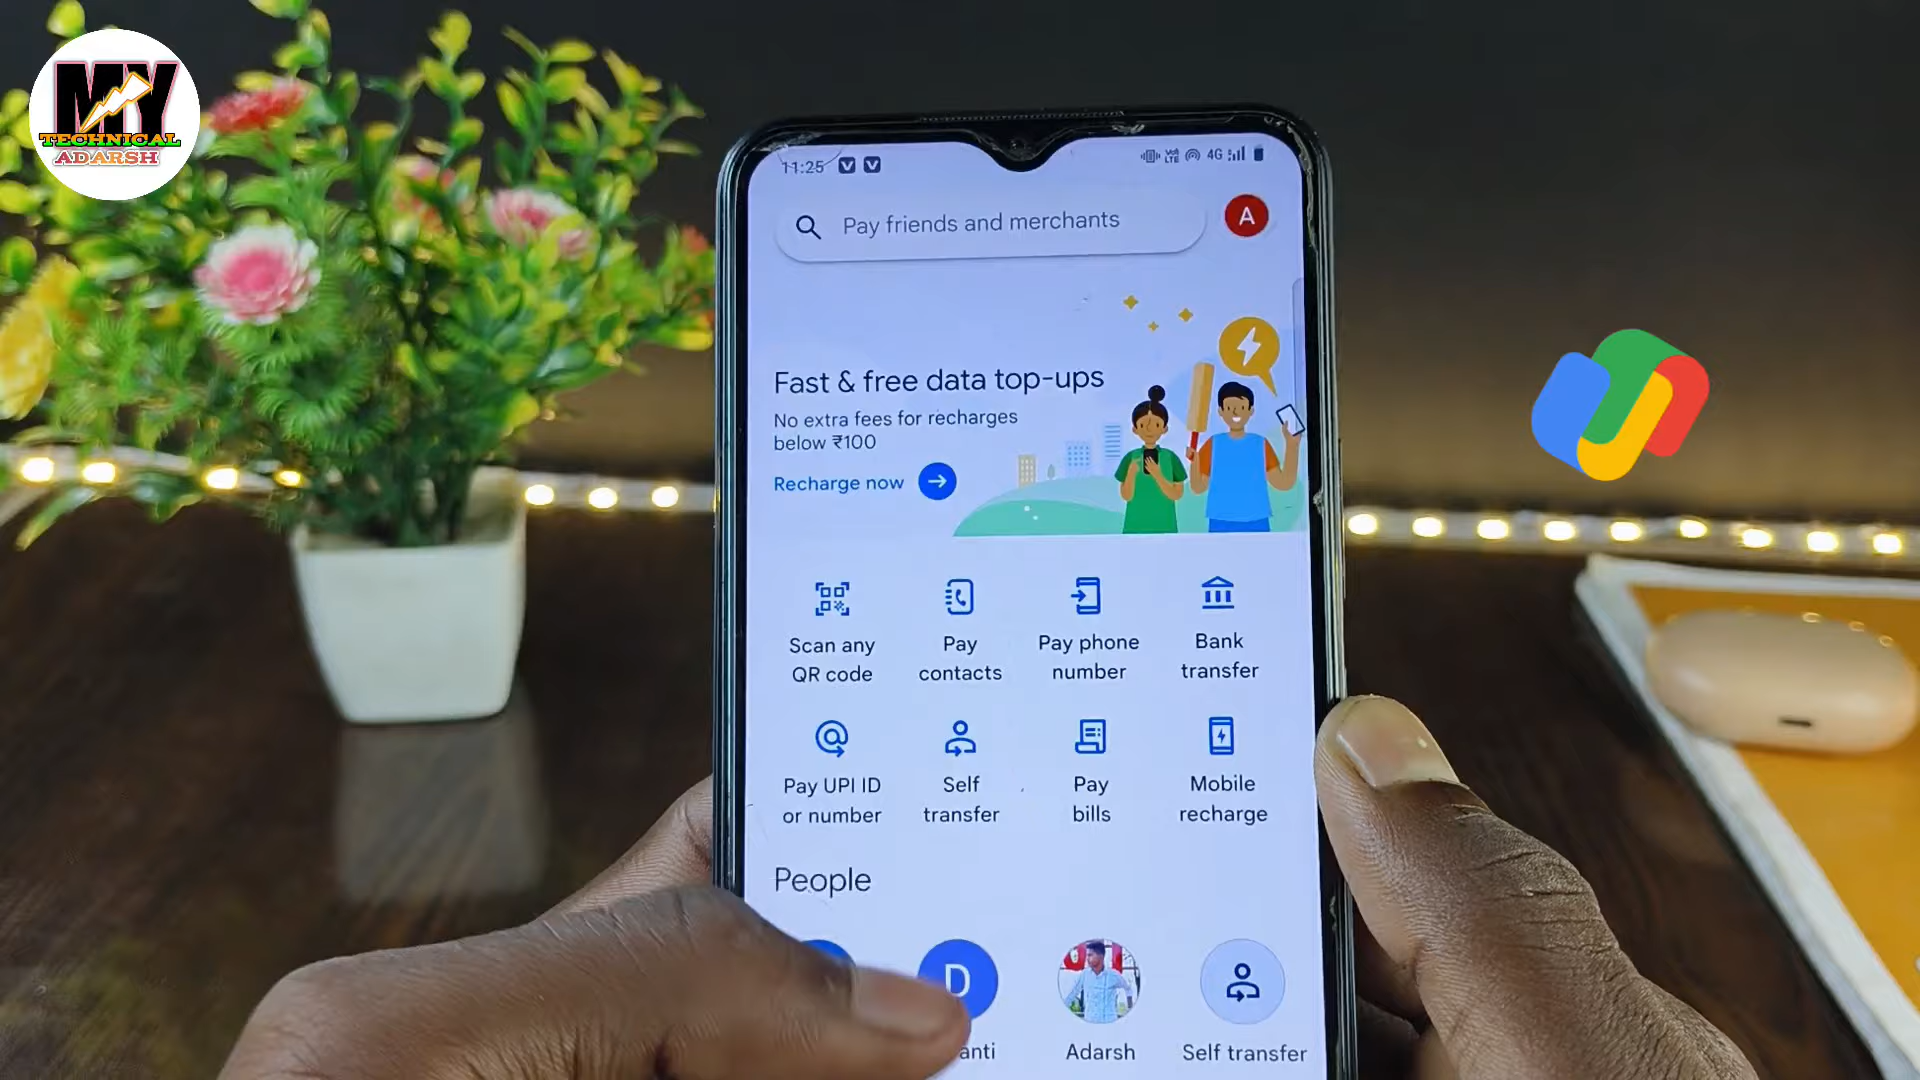 MY
TECHNICAL
ADARSH
11:25
Vo
LTE
4G
Pay friends and merchants
A
Fast & free data top-ups
No extra fees for recharges
below ₹100
Recharge now
Scan any
QR code
Pay
contacts
Pay phone
number
Bank
transfer
Pay UPI ID
or number
Self
transfer
Pay
bills
Mobile
recharge
People
D
anti
Adarsh
Self transfer